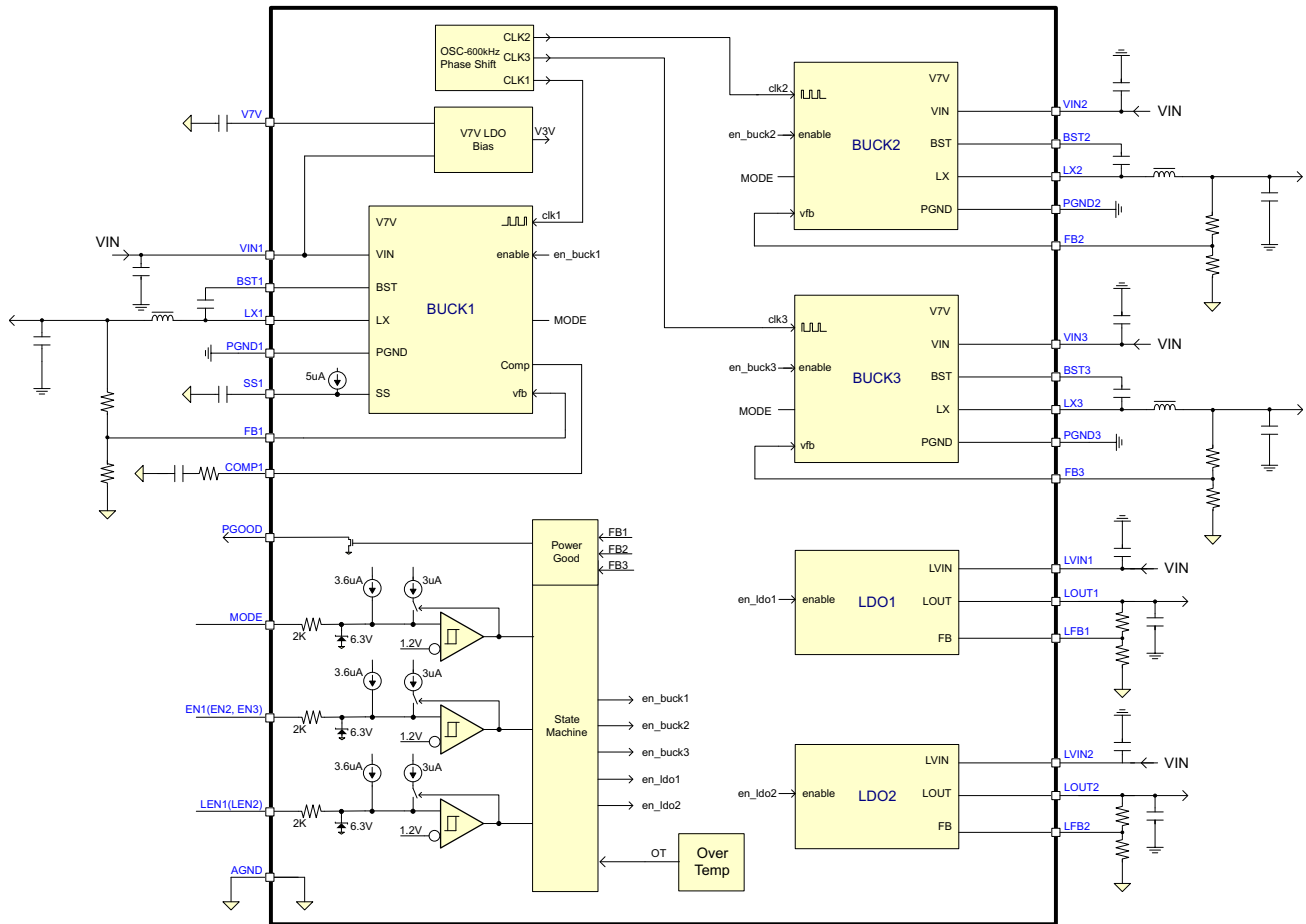 CLK2
OSC-600kHz
Phase Shift
CLK3
CLK1
V7V
V7V LDO
Bias
V3V
V7V
clk1
VIN
VIN1
VIN
enable
en_buck1
BST1
BST
BUCK1
LX1
LX
MODE
PGND1
PGND
Comp
SS1
5uA
SS
vfb
FB1
COMP1
clk2
V7V
VIN
VIN2
VIN
en_buck2
enable
BUCK2
BST
BST2
MODE
LX
LX2
vfb
PGND
PGND2
FB2
clk3
V7V
VIN
VIN3
VIN
en_buck3
enable
BUCK3
BST
BST3
MODE
LX
LX3
vfb
PGND
PGND3
FB3
PGOOD
Power
Good
FB1
FB2
FB3
3.6uA
3uA
MODE
2K
6.3V
1.2V
3.6uA
3uA
EN1(EN2, EN3)
2K
6.3V
1.2V
3.6uA
3uA
LEN1(LEN2)
2K
6.3V
1.2V
State
Machine
en_buck1
en_buck2
en_buck3
en_ldo1
en_ldo2
OT
Over
Temp
AGND
LVIN
LVIN1
VIN
en_ldo1
enable
LDO1
LOUT
LOUT1
FB
LFB1
LVIN
LVIN2
VIN
en_ldo2
enable
LDO2
LOUT
LOUT2
FB
LFB2